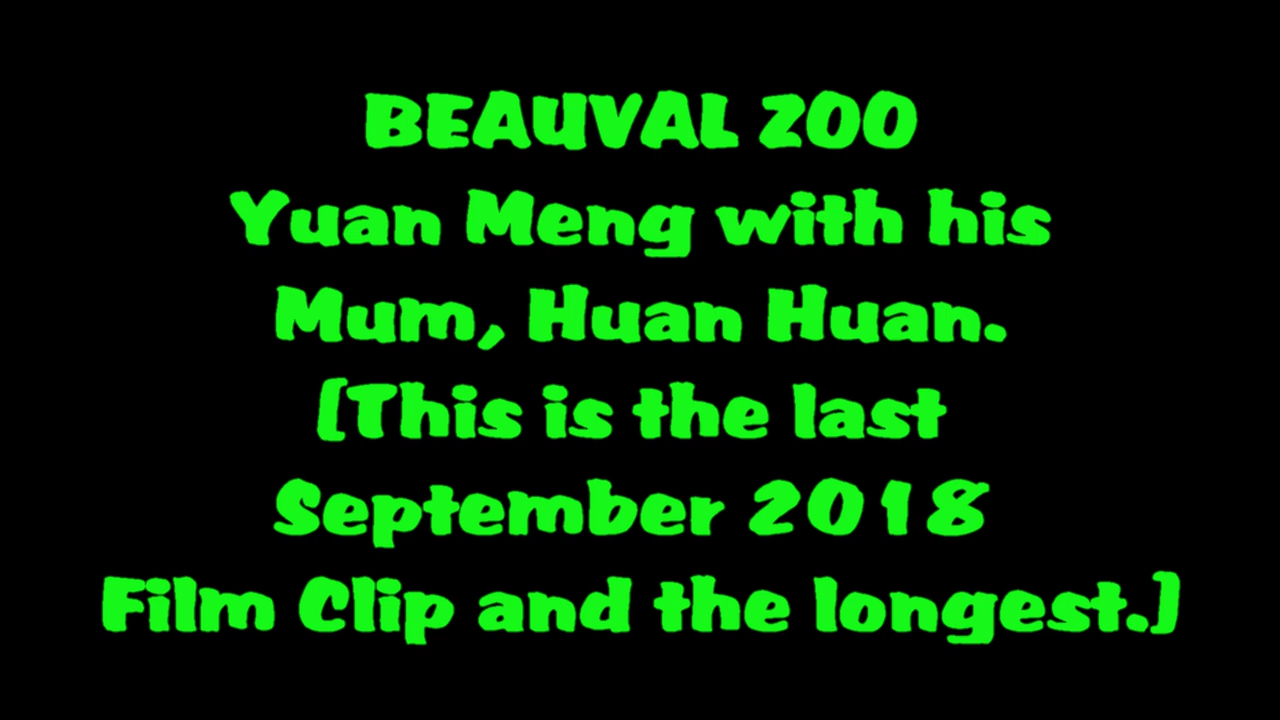 BEAUVAL ZOO
Yuan Meng with his
Mum, Huan Huan.
(This is the last
September 2018
Film Clip and the longest.)